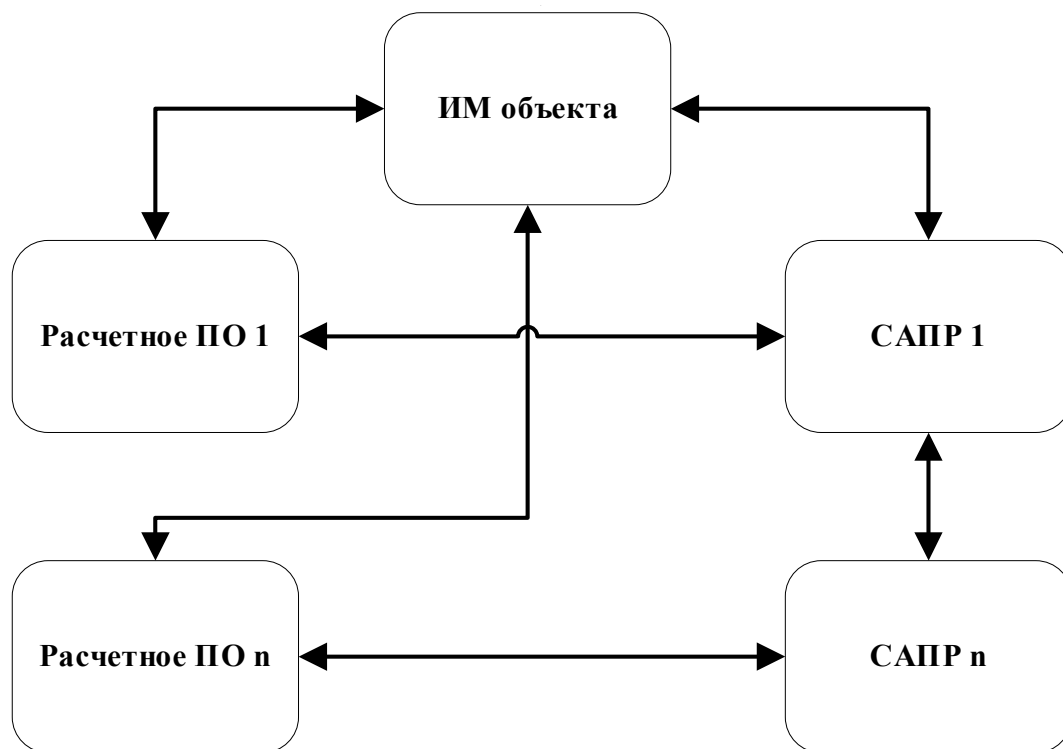 ИМ объекта
Расчетное ПО 1
САПР 1
Расчетное ПО n
САПР n